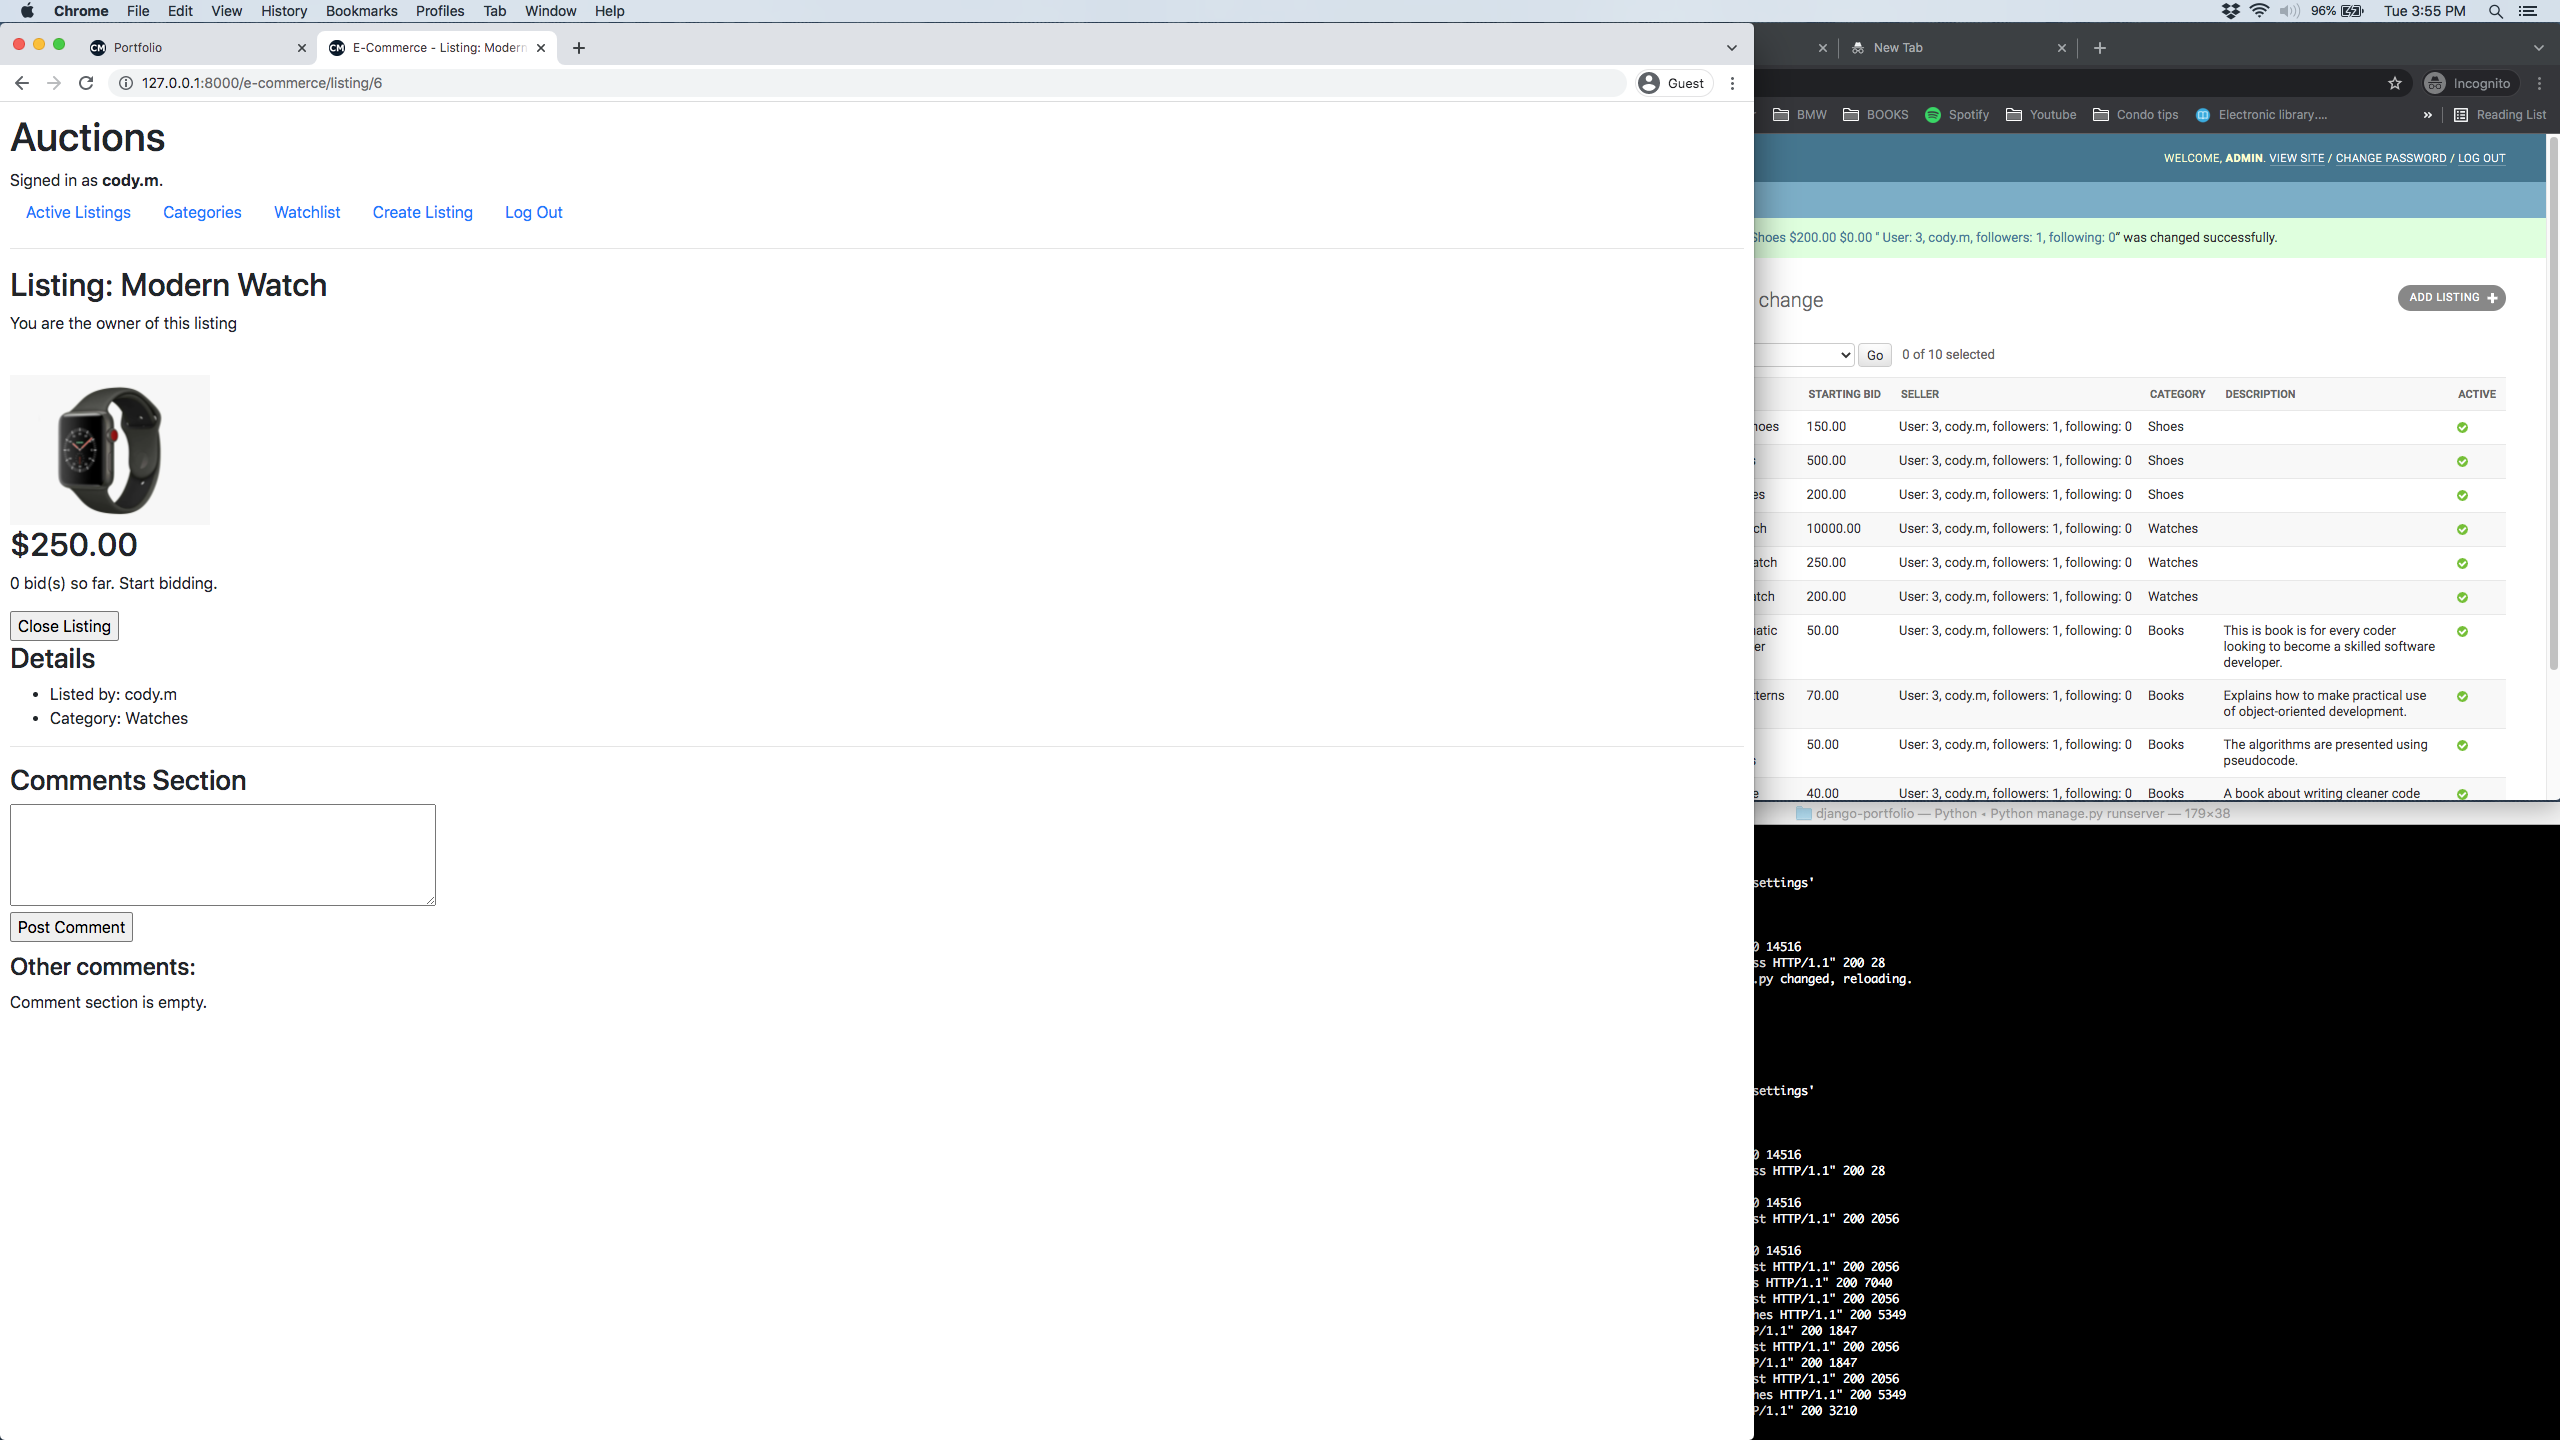 Chrome File Edit View History Bookmarks Profiles Tab Window Help
96% Tue 3:55 PM
CM Portfolio
CM E-Commerce - Listing: Modern
127.0.0.1:8000/e-commerce/listing/6
Guest
Auctions
Signed in as cody.m.
Active Listings Categories Watchlist Create Listing Log Out
Listing: Modern Watch
You are the owner of this listing
$250.00
0 bid(s) so far. Start bidding.
Close Listing
Details
• Listed by: cody.m
• Category: Watches
Comments Section
Post Comment
Other comments:
Comment section is empty.
New Tab
Incognito
BMW BOOKS Spotify Youtube Condo tips Electronic library.... » Reading List
WELCOME, ADMIN. VIEW SITE / CHANGE PASSWORD / LOG OUT
Shoes $200.00 $0.00 " User: 3, cody.m, followers: 1, following: 0” was changed successfully.
change
ADD LISTING +
Go 0 of 10 selected
STARTING BID SELLER CATEGORY DESCRIPTION ACTIVE
150.00 User: 3, cody.m, followers: 1, following: 0 Shoes
500.00 User: 3, cody.m, followers: 1, following: 0 Shoes
200.00 User: 3, cody.m, followers: 1, following: 0 Shoes
10000.00 User: 3, cody.m, followers: 1, following: 0 Watches
250.00 User: 3, cody.m, followers: 1, following: 0 Watches
200.00 User: 3, cody.m, followers: 1, following: 0 Watches
50.00 User: 3, cody.m, followers: 1, following: 0 Books This is book is for every coder
looking to become a skilled software
developer.
70.00 User: 3, cody.m, followers: 1, following: 0 Books Explains how to make practical use
of object-oriented development.
50.00 User: 3, cody.m, followers: 1, following: 0 Books The algorithms are presented using
pseudocode.
40.00 User: 3, cody.m, followers: 1, following: 0 Books A book about writing cleaner code
django-portfolio — Python • Python manage.py runserver — 179×38
settings'
14516
ss HTTP/1.1" 200 28
.py changed, reloading.
settings'
14516
ss HTTP/1.1" 200 28
14516
st HTTP/1.1" 200 2056
14516
st HTTP/1.1" 200 2056
s HTTP/1.1" 200 7040
st HTTP/1.1" 200 2056
hes HTTP/1.1" 200 5349
P/1.1" 200 1847
st HTTP/1.1" 200 2056
P/1.1" 200 1847
st HTTP/1.1" 200 2056
hes HTTP/1.1" 200 5349
P/1.1" 200 3210